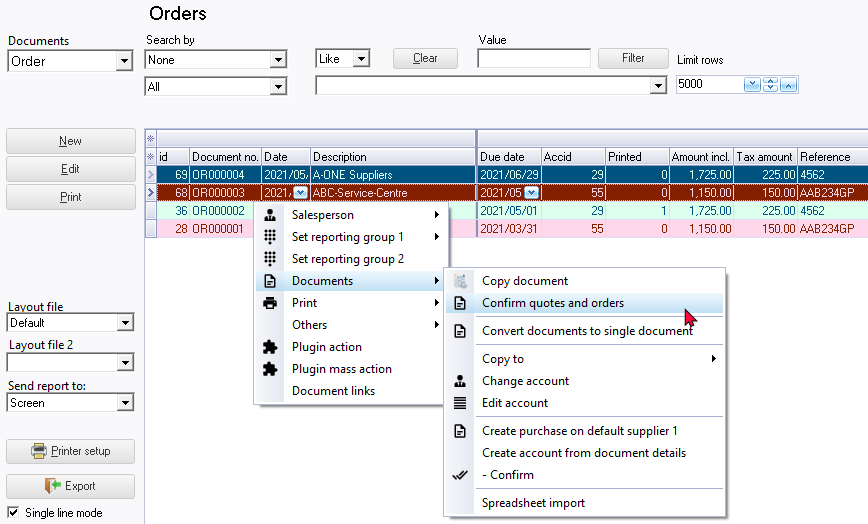 Orders
Documents
Search by
Value
Order
None
Like
Clear
Filter
Limit rows
All
5000
New
Edit
Print
id Document no. Date Description Due date Accid Printed Amount incl. Tax amount Reference
69 OR000004 2021/05/ A-ONE Suppliers 2021/06/29 29 0 1,725.00 225.00 4562
68 OR000003 2021/ ABC-Service-Centre 2021/05 55 0 1,150.00 150.00 AAB234GP
36 OR000002 2021/05/01 29 1 1,725.00 225.00 4562
28 OR000001 2021/03/31 55 0 1,150.00 150.00 AAB234GP
Salesperson
Set reporting group 1
Set reporting group 2
Documents
Print
Others
Plugin action
Plugin mass action
Document links
Copy document
Confirm quotes and orders
Convert documents to single document
Copy to
Change account
Edit account
Create purchase on default supplier 1
Create account from document details
- Confirm
Spreadsheet import
Layout file
Default
Layout file 2
Send report to:
Screen
Printer setup
Export
Single line mode